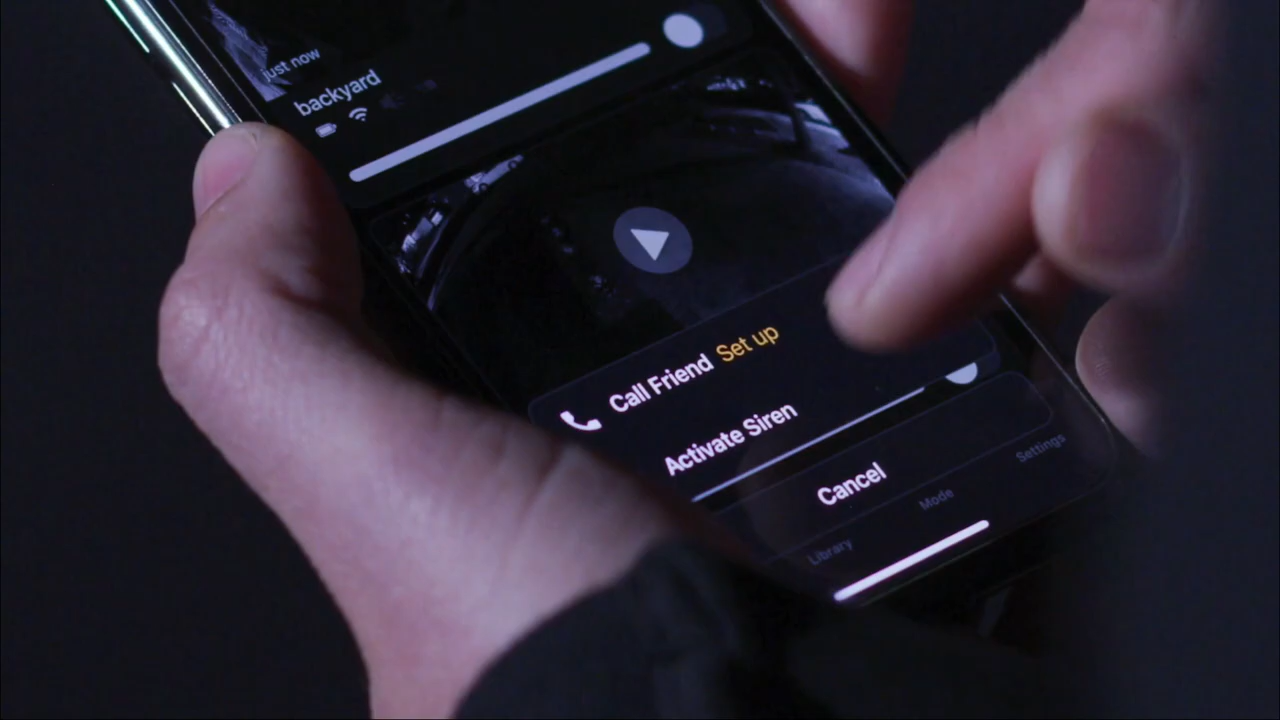 just now
backyard
Call Friend Set up
Activate Siren
Cancel
Library Mode Settings